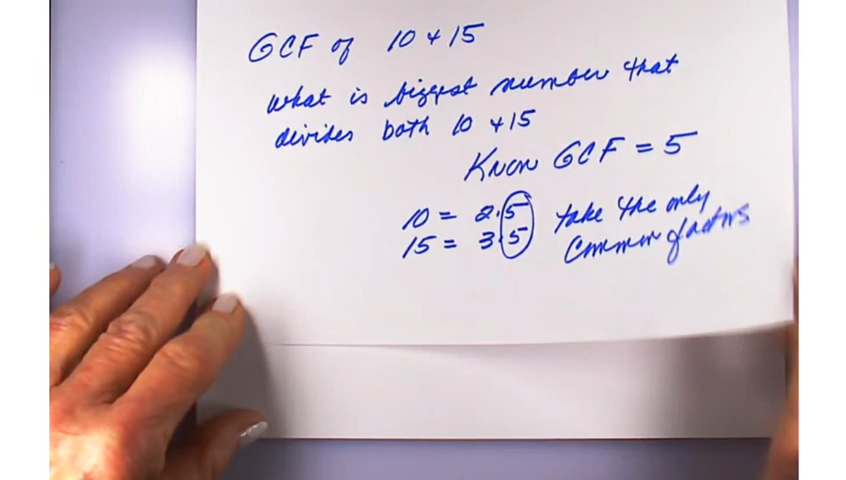 GCF of 10 + 15
What is biggest number that
divides both 10 + 15
Know GCF = 5
10 = 2·5 take the only
15 = 3·5 common factors